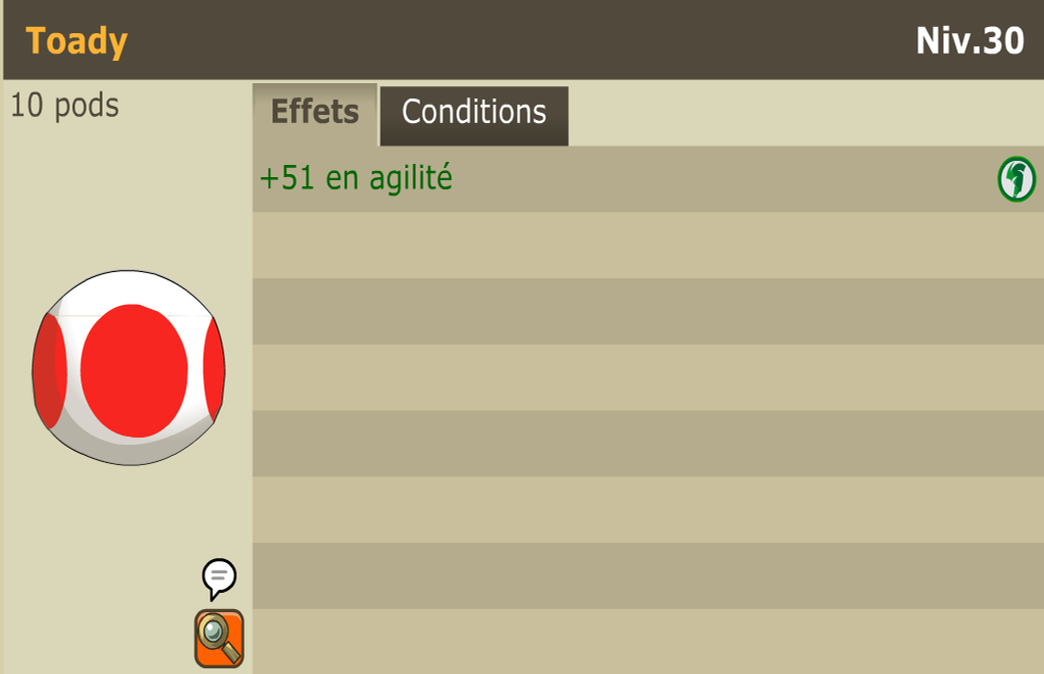 Toady
Niv.30
10 pods
Effets
Conditions
+51 en agilité